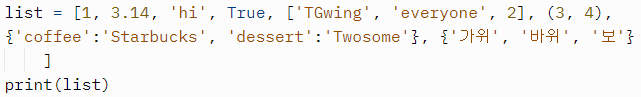 list = [1, 3.14, 'hi', True, ['TGwing', 'everyone', 2], (3, 4),
{'coffee':'Starbucks', 'dessert':'Twosome'}, {'가위', '바위', '보'}
]
print(list)